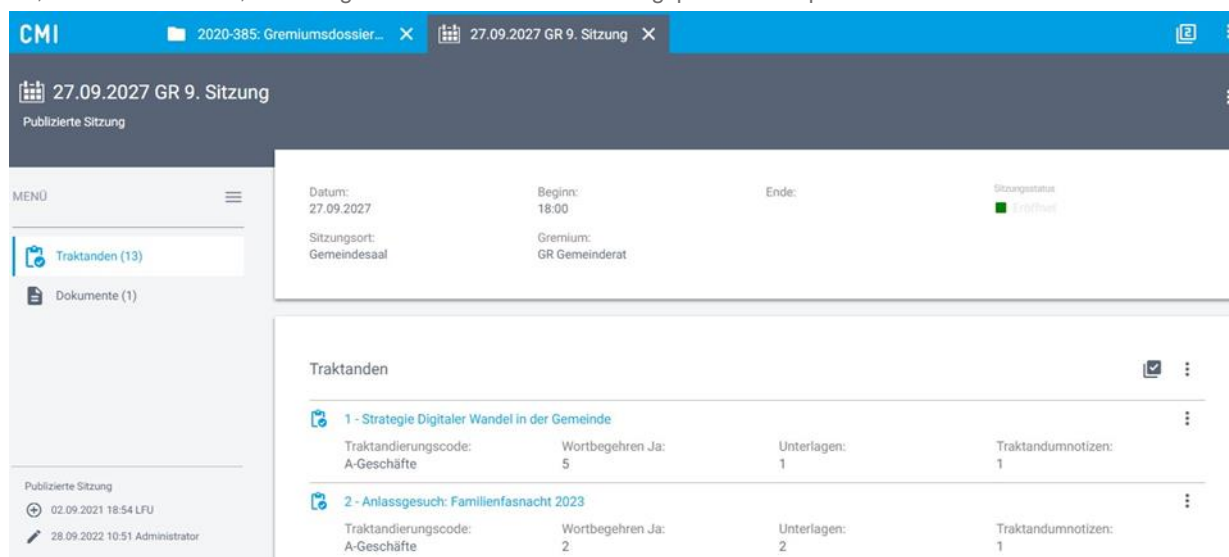 CMI
2020-385: Gremiumsdossier...
27.09.2027 GR 9. Sitzung
27.09.2027 GR 9. Sitzung
Publizierte Sitzung
MENÜ
Traktanden (13)
Dokumente (1)
Publizierte Sitzung
02.09.2021 18:54 LFU
28.09.2022 10:51 Administrator
Datum: Beginn: Ende: Sitzungsstatus
27.09.2027 18:00 Eröffnet
Sitzungsort: Gremium:
Gemeindesaal GR Gemeinderat
Traktanden
1 - Strategie Digitaler Wandel in der Gemeinde
Traktandierungscode: Wortbegehren Ja: Unterlagen: Traktandumnotizen:
A-Geschäfte 5 1 1
2 - Anlassgesuch: Familienfasnacht 2023
Traktandierungscode: Wortbegehren Ja: Unterlagen: Traktandumnotizen:
A-Geschäfte 2 2 1